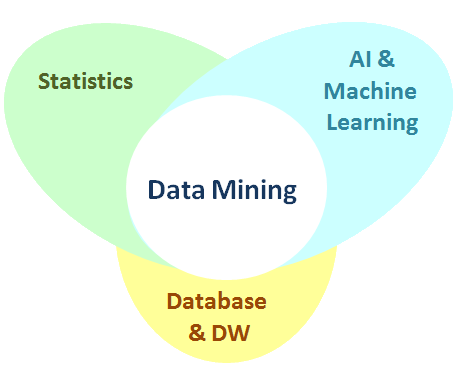 Statistics
AI &
Machine
Learning
Data Mining
Database
& DW